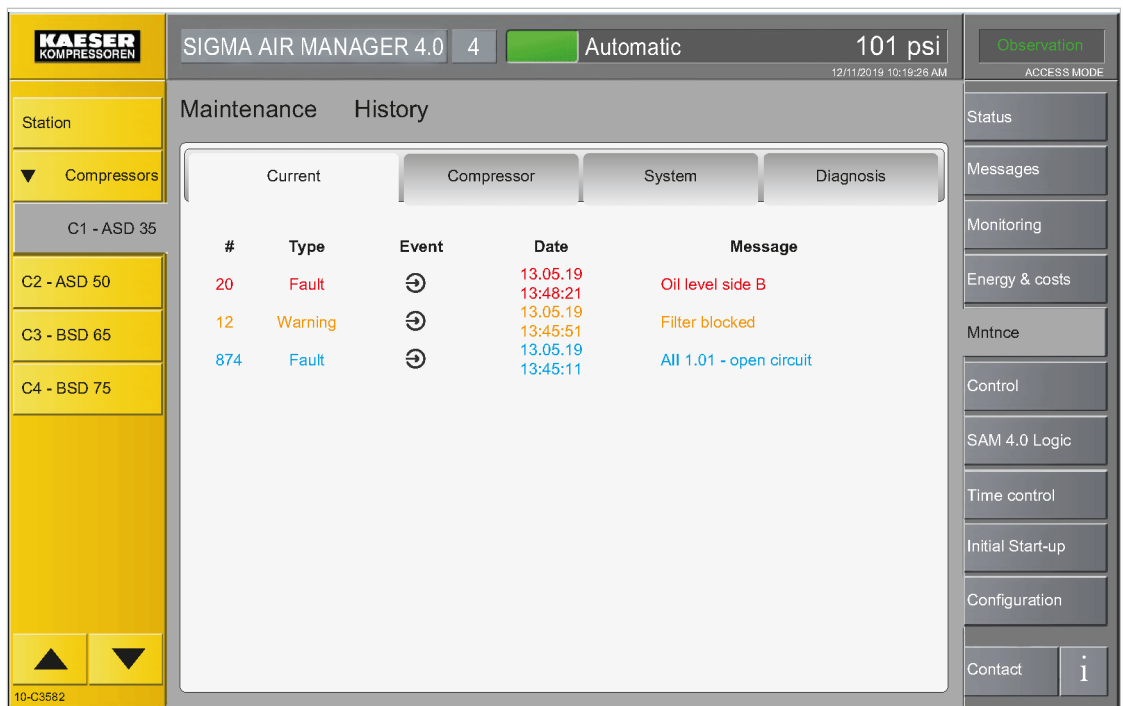 KAESER
KOMPRESSOREN
SIGMA AIR MANAGER 4.0 4 Automatic 101 psi
12/11/2019 10:19:26 AM
Observation
ACCESS MODE
Station
Compressors
C1 - ASD 35
C2 - ASD 50
C3 - BSD 65
C4 - BSD 75
10-C3582
Maintenance History
Current Compressor System Diagnosis
# Type Event Date Message
20 Fault 13.05.19 13:48:21 Oil level side B
12 Warning 13.05.19 13:45:51 Filter blocked
874 Fault 13.05.19 13:45:11 AII 1.01 - open circuit
Status
Messages
Monitoring
Energy & costs
Mntnce
Control
SAM 4.0 Logic
Time control
Initial Start-up
Configuration
Contact i